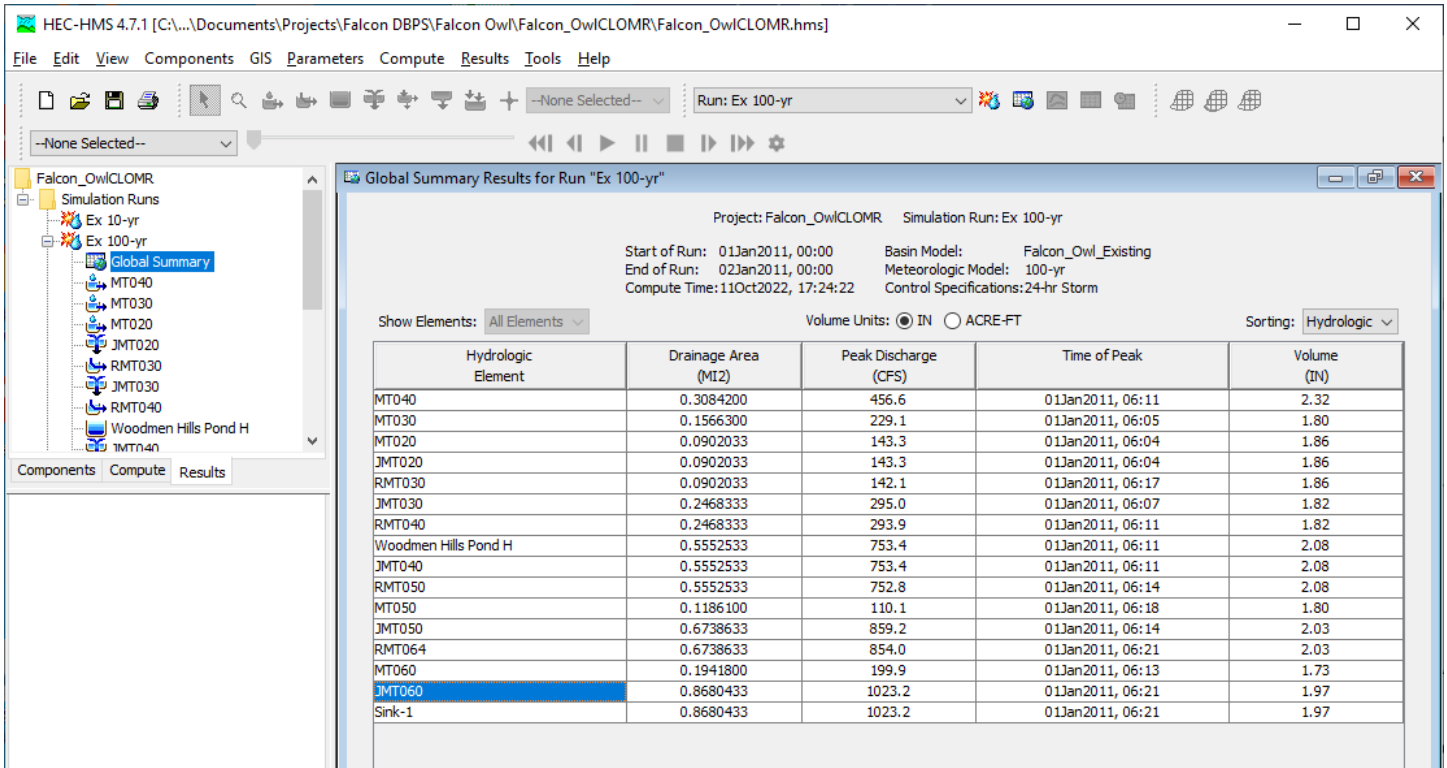 HEC-HMS 4.7.1 [C:\...\Documents\Projects\Falcon DBPS\Falcon Owl\Falcon_OwlCLOMR\Falcon_OwlCLOMR.hms]
File Edit View Components GIS Parameters Compute Results Tools Help
--None Selected-- Run: Ex 100-yr
--None Selected--
Falcon_OwlCLOMR
Simulation Runs
Ex 10-yr
Ex 100-yr
Global Summary
MT040
MT030
MT020
JMT020
RMT030
JMT030
RMT040
Woodmen Hills Pond H
JMT040
Components Compute Results
Global Summary Results for Run "Ex 100-yr"
Project: Falcon_OwlCLOMR Simulation Run: Ex 100-yr
Start of Run: 01Jan2011, 00:00 Basin Model: Falcon_Owl_Existing
End of Run: 02Jan2011, 00:00 Meteorologic Model: 100-yr
Compute Time:11Oct2022, 17:24:22 Control Specifications:24-hr Storm
Show Elements: All Elements Volume Units: IN ACRE-FT Sorting: Hydrologic
Hydrologic Drainage Area Peak Discharge Time of Peak Volume
Element (MI2) (CFS) (IN)
MT040 0.3084200 456.6 01Jan2011, 06:11 2.32
MT030 0.1566300 229.1 01Jan2011, 06:05 1.80
MT020 0.0902033 143.3 01Jan2011, 06:04 1.86
JMT020 0.0902033 143.3 01Jan2011, 06:04 1.86
RMT030 0.0902033 142.1 01Jan2011, 06:17 1.86
JMT030 0.2468333 295.0 01Jan2011, 06:07 1.82
RMT040 0.2468333 293.9 01Jan2011, 06:11 1.82
Woodmen Hills Pond H 0.5552533 753.4 01Jan2011, 06:11 2.08
JMT040 0.5552533 753.4 01Jan2011, 06:11 2.08
RMT050 0.5552533 752.8 01Jan2011, 06:14 2.08
MT050 0.1186100 110.1 01Jan2011, 06:18 1.80
JMT050 0.6738633 859.2 01Jan2011, 06:14 2.03
RMT064 0.6738633 854.0 01Jan2011, 06:21 2.03
MT060 0.1941800 199.9 01Jan2011, 06:13 1.73
JMT060 0.8680433 1023.2 01Jan2011, 06:21 1.97
Sink-1 0.8680433 1023.2 01Jan2011, 06:21 1.97